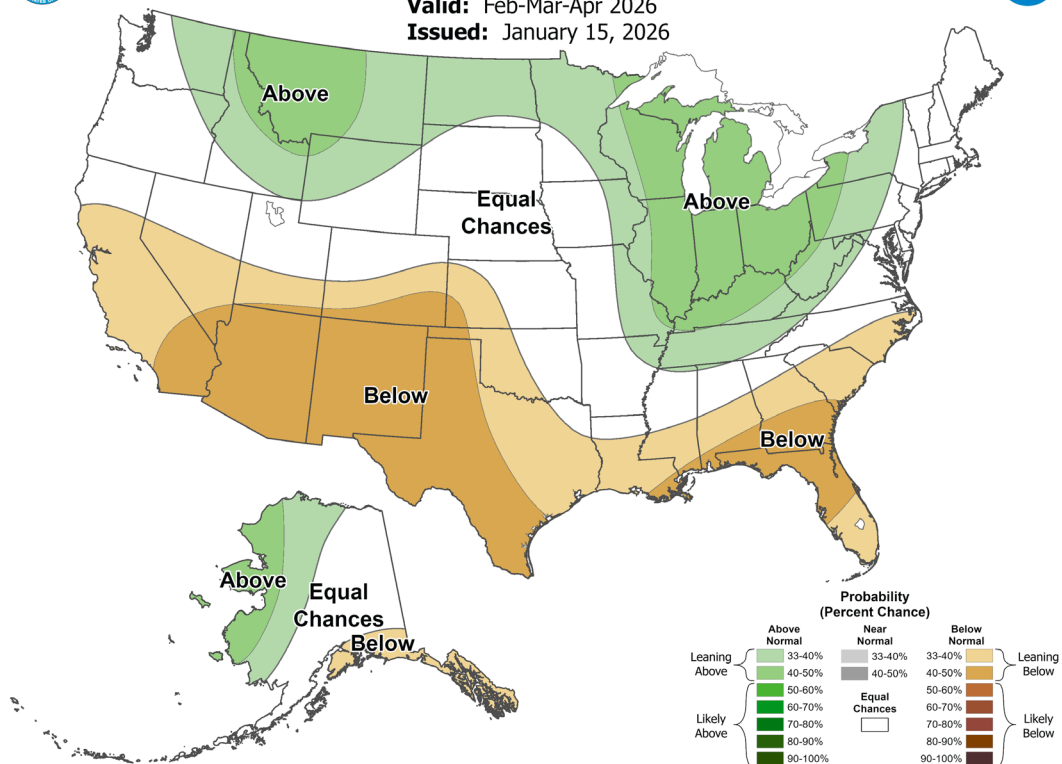 Valid: Feb-Mar-Apr 2026
Issued: January 15, 2026
Above
Equal
Chances
Above
Below
Below
Above
Equal
Chances
Below
Probability
(Percent Chance)
Above
Normal
Near
Normal
Below
Normal
Leaning
Above
33-40%
33-40%
33-40%
Leaning
Below
40-50%
40-50%
40-50%
50-60%
50-60%
Likely
Above
60-70%
Equal
Chances
60-70%
Likely
Below
70-80%
70-80%
80-90%
80-90%
90-100%
90-100%